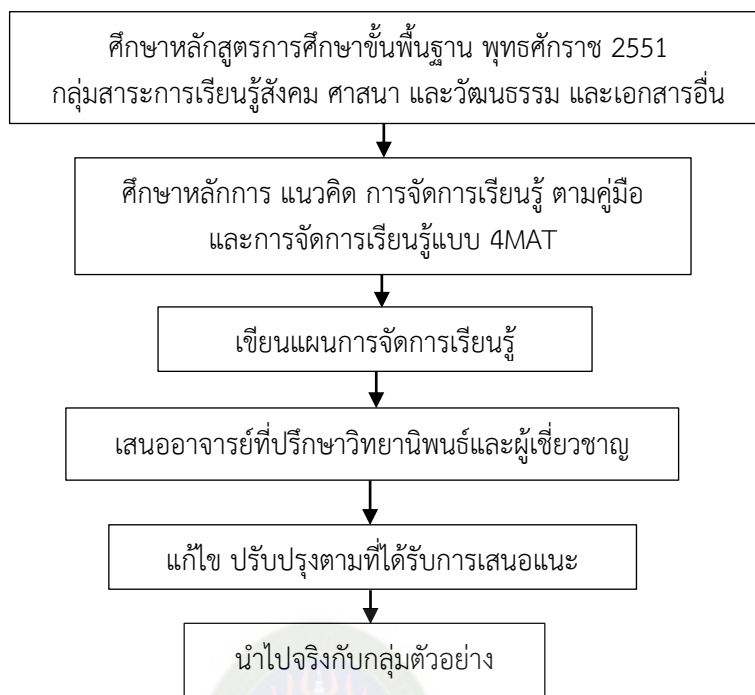 ศึกษาหลักสูตรการศึกษาขั้นพื้นฐาน พุทธศักราช 2551
กลุ่มสาระการเรียนรู้สังคม ศาสนา และวัฒนธรรม และเอกสารอื่น
ศึกษาหลักการ แนวคิด การจัดการเรียนรู้ ตามคู่มือ
และการจัดการเรียนรู้แบบ 4MAT
เขียนแผนการจัดการเรียนรู้
เสนออาจารย์ที่ปรึกษาวิทยานิพนธ์และผู้เชี่ยวชาญ
แก้ไข ปรับปรุงตามที่ได้รับการเสนอแนะ
นำไปจริงกับกลุ่มตัวอย่าง